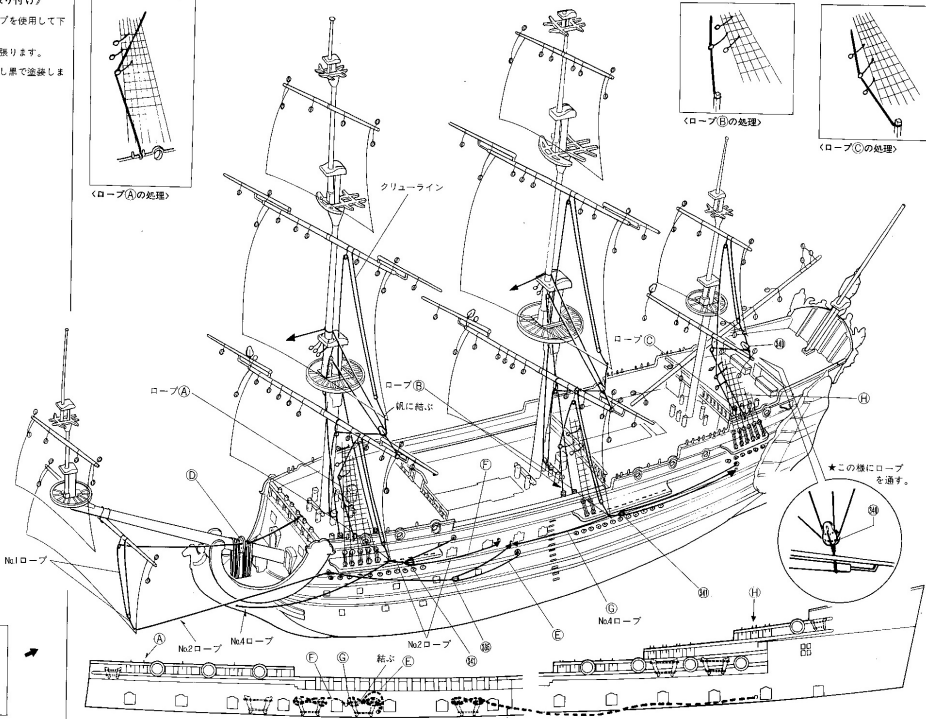 プを使用して下
張ります。
し黒で塗装しま
〈ロープⒶの処理〉
〈ロープⒷの処理〉
〈ロープⒸの処理〉
クリューライン
ロープⒸ
ロープⒶ
ロープⒷ
帆に結ぶ
Ⓗ
Ⓓ
Ⓕ
★この様にロープ
を通す。
No.1ロープ
No.2ロープ
No.4ロープ
No.2ロープ
Ⓖ
No.4ロープ
Ⓔ
Ⓗ
Ⓐ
Ⓕ
Ⓖ
結ぶ
Ⓔ